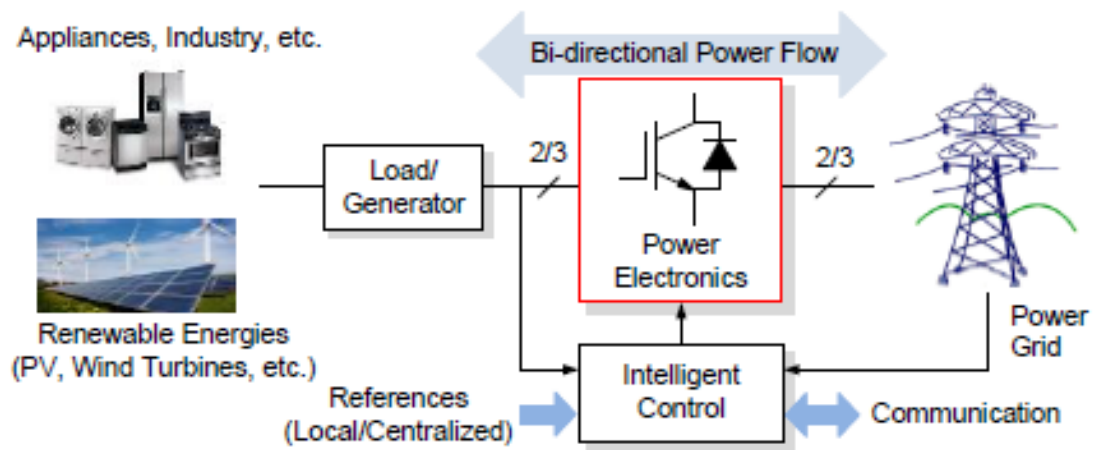 Appliances, Industry, etc.
Bi-directional Power Flow
Load/
Generator
2/3
2/3
Power
Electronics
Renewable Energies
(PV, Wind Turbines, etc.)
Power
Grid
Intelligent
Control
References
(Local/Centralized)
Communication